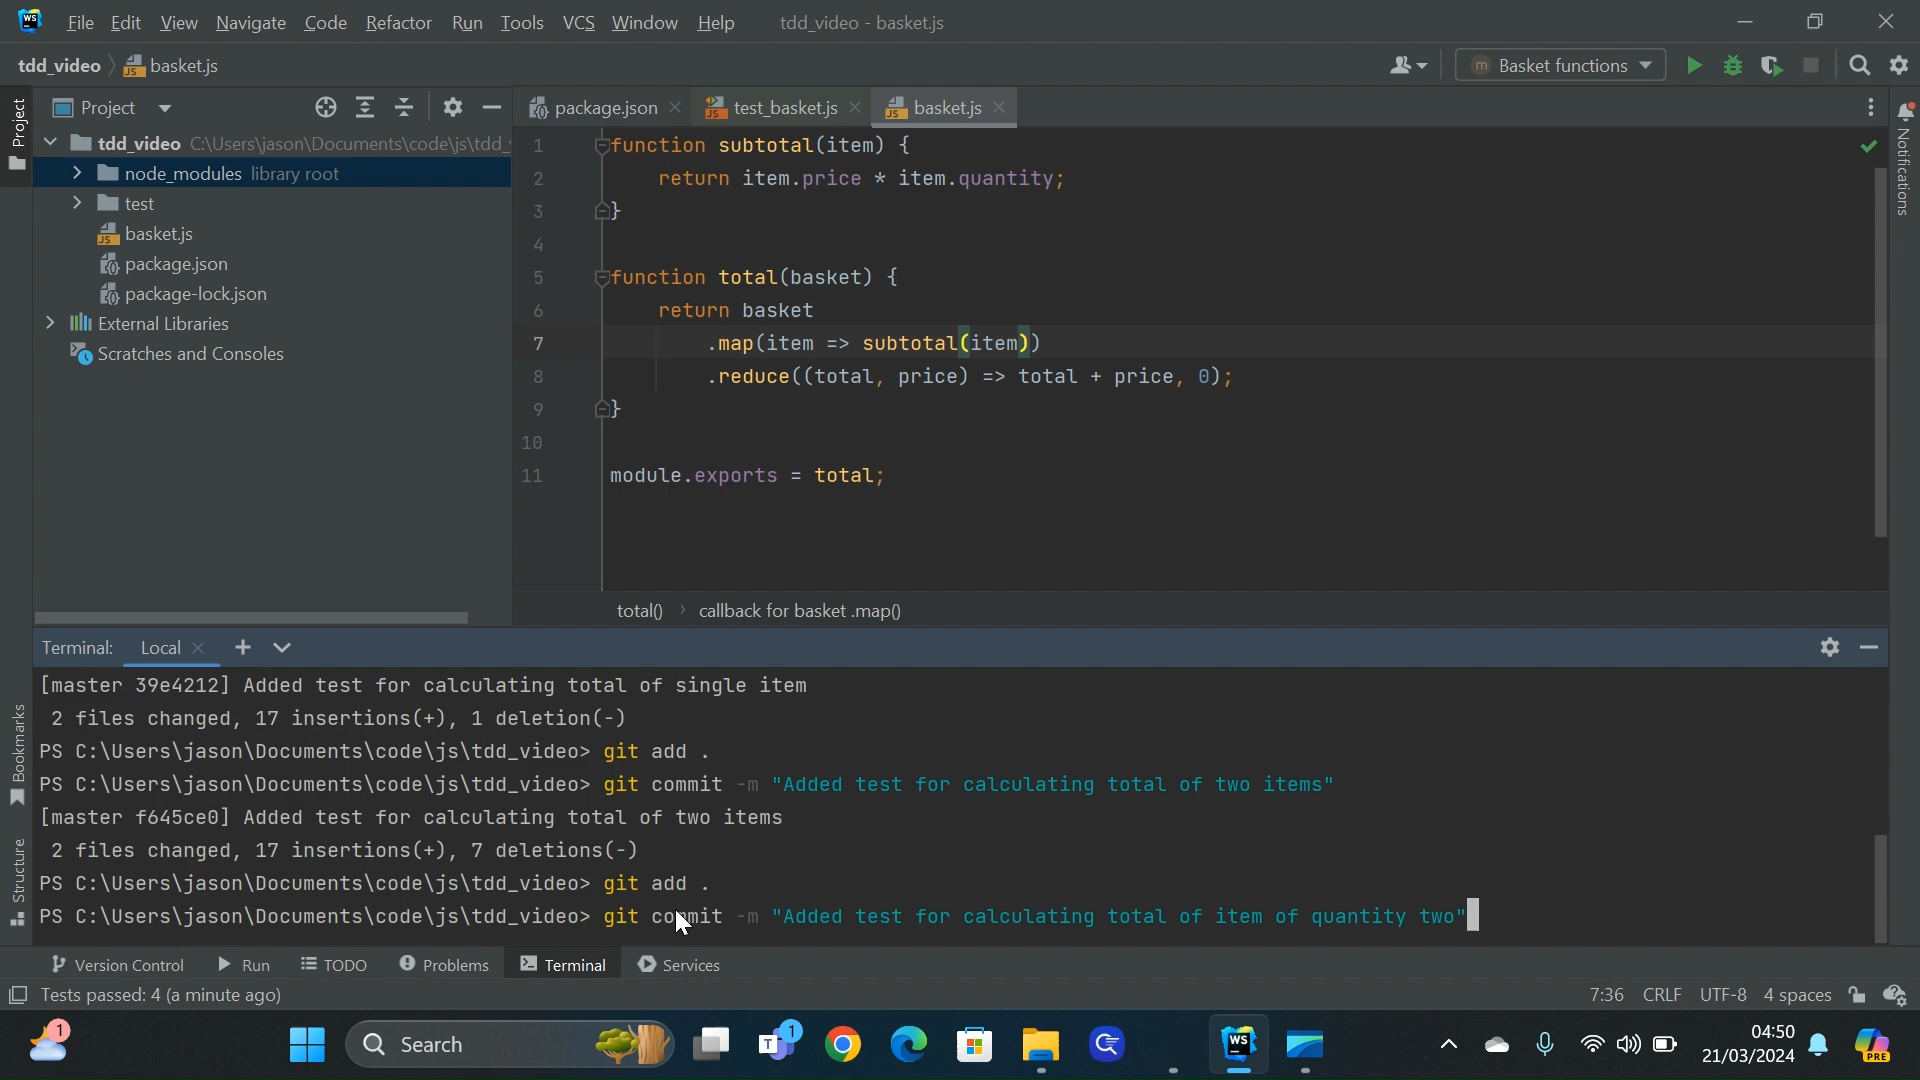 File Edit View Navigate Code Refactor Run Tools VCS Window Help tdd_video - basket.js
tdd_video basket.js Basket functions
Project package.json test_basket.js basket.js
Project
tdd_video C:\Users\jason\Documents\code\js\tdd_
node_modules library root
test
basket.js
package.json
package-lock.json
External Libraries
Scratches and Consoles
1 function subtotal(item) {
2 return item.price * item.quantity;
3 }
4
5 function total(basket) {
6 return basket
7 .map(item => subtotal(item))
8 .reduce((total, price) => total + price, 0);
9 }
10
11 module.exports = total;
total() callback for basket .map()
Notifications
Terminal: Local
[master 39e4212] Added test for calculating total of single item
2 files changed, 17 insertions(+), 1 deletion(-)
PS C:\Users\jason\Documents\code\js\tdd_video> git add .
PS C:\Users\jason\Documents\code\js\tdd_video> git commit -m "Added test for calculating total of two items"
[master f645ce0] Added test for calculating total of two items
2 files changed, 17 insertions(+), 7 deletions(-)
PS C:\Users\jason\Documents\code\js\tdd_video> git add .
PS C:\Users\jason\Documents\code\js\tdd_video> git commit -m "Added test for calculating total of item of quantity two"
Bookmarks
Structure
Version Control Run TODO Problems Terminal Services
Tests passed: 4 (a minute ago) 7:36 CRLF UTF-8 4 spaces
1 Search 1 WS 04:50
21/03/2024 PRE